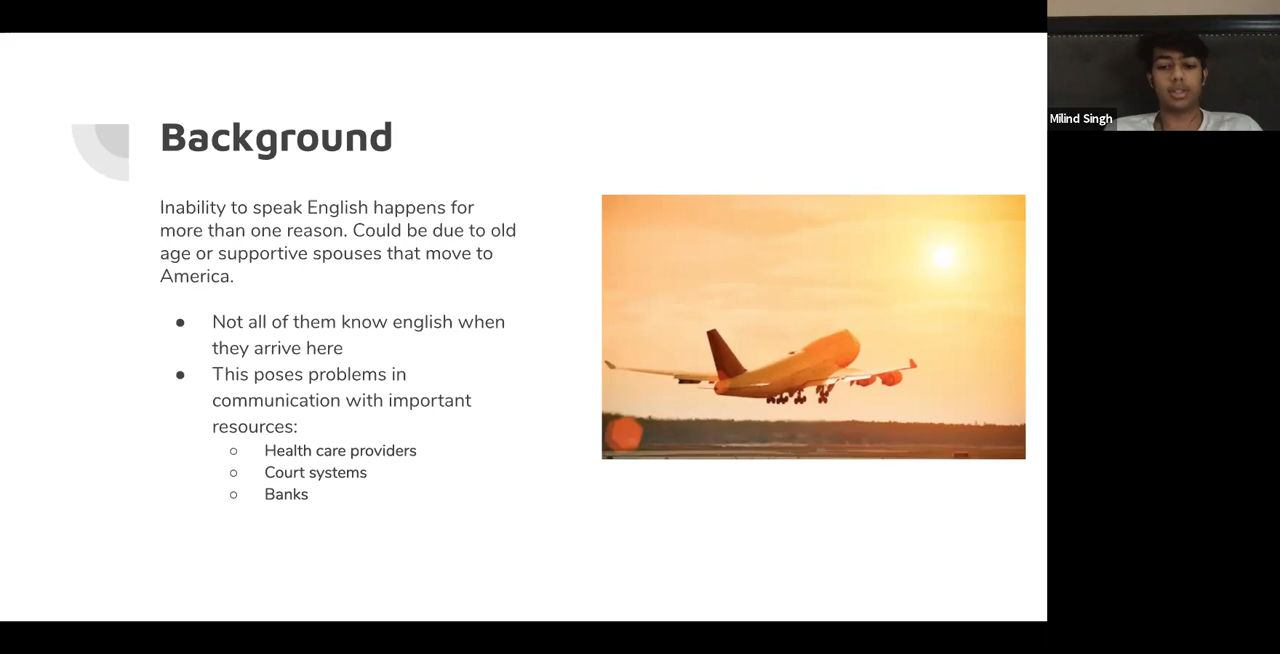 Background
Inability to speak English happens for
more than one reason. Could be due to old
age or supportive spouses that move to
America.
● Not all of them know english when
they arrive here
● This poses problems in
communication with important
resources:
○ Health care providers
○ Court systems
○ Banks
Milind Singh